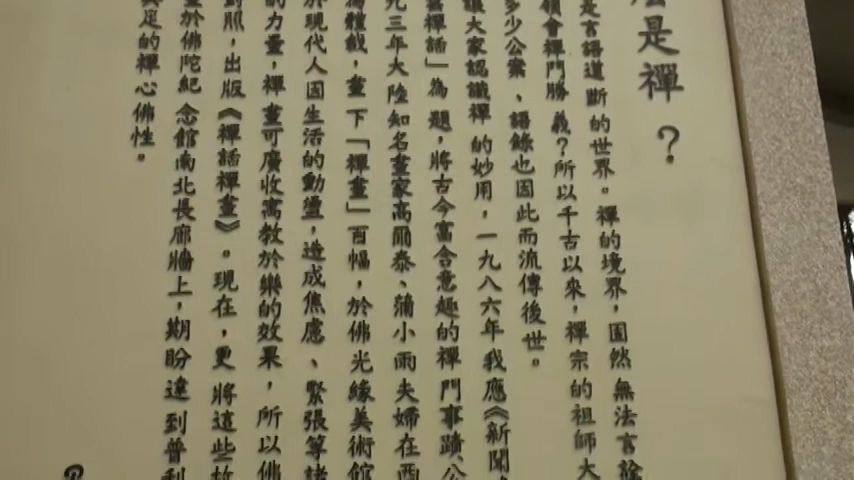 是禪？
是言語道斷的世界。禪的境界，固然無法言詮
領會禪門勝義？所以千古以來，禪宗的祖師大
多少公案、語錄也因此而流傳後世。
讓大家認識禪的妙用，一九八六年我應《新聞
禪話」為題，將古今富含意趣的禪門事蹟、公
九三年大陸知名畫家高爾泰、蒲小雨夫婦在西
為體裁，畫下「禪畫」百幅，於佛光緣美術館
於現代人因生活的動盪，造成焦慮、緊張等諸
的力量，禪畫可廣收寓教於樂的效果，所以佛
對照，出版《禪話禪畫》。現在，更將這些故
於佛陀紀念館南北長廊牆上，期盼達到普利
具足的禪心佛性。